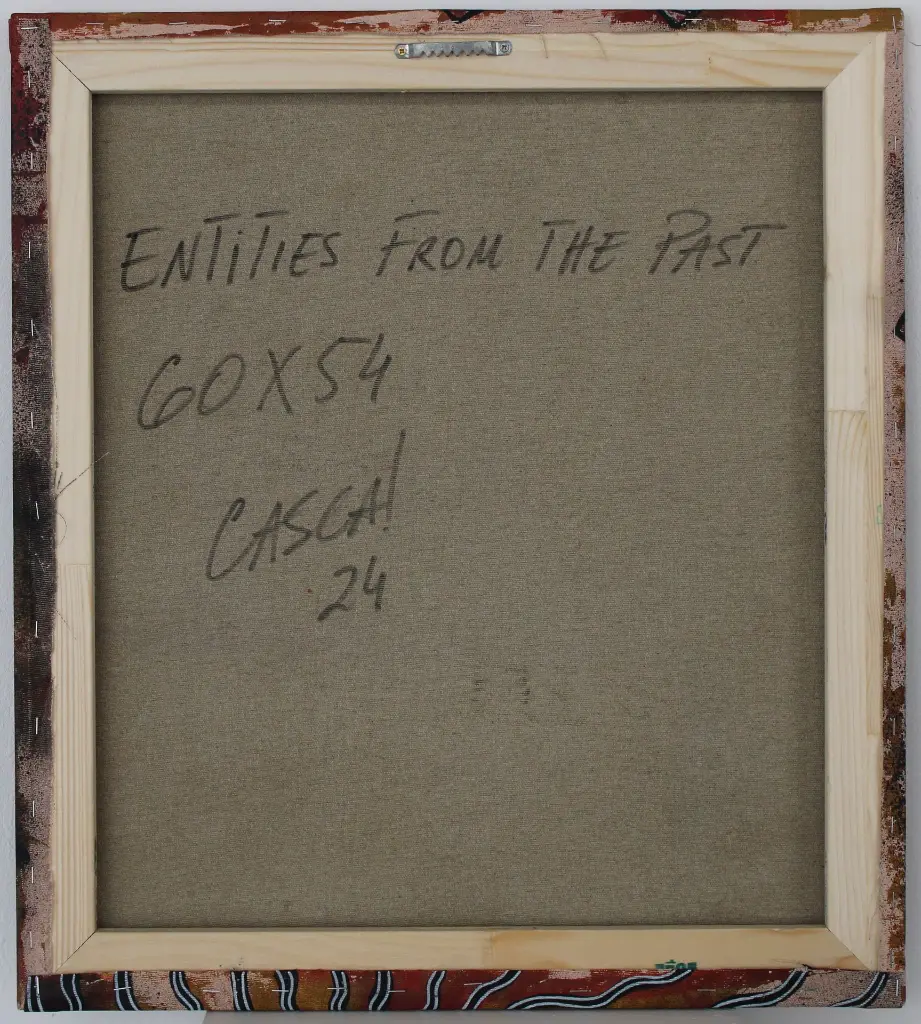 ENTiTiES FROM THE PAST
60X54
CASCA!
24